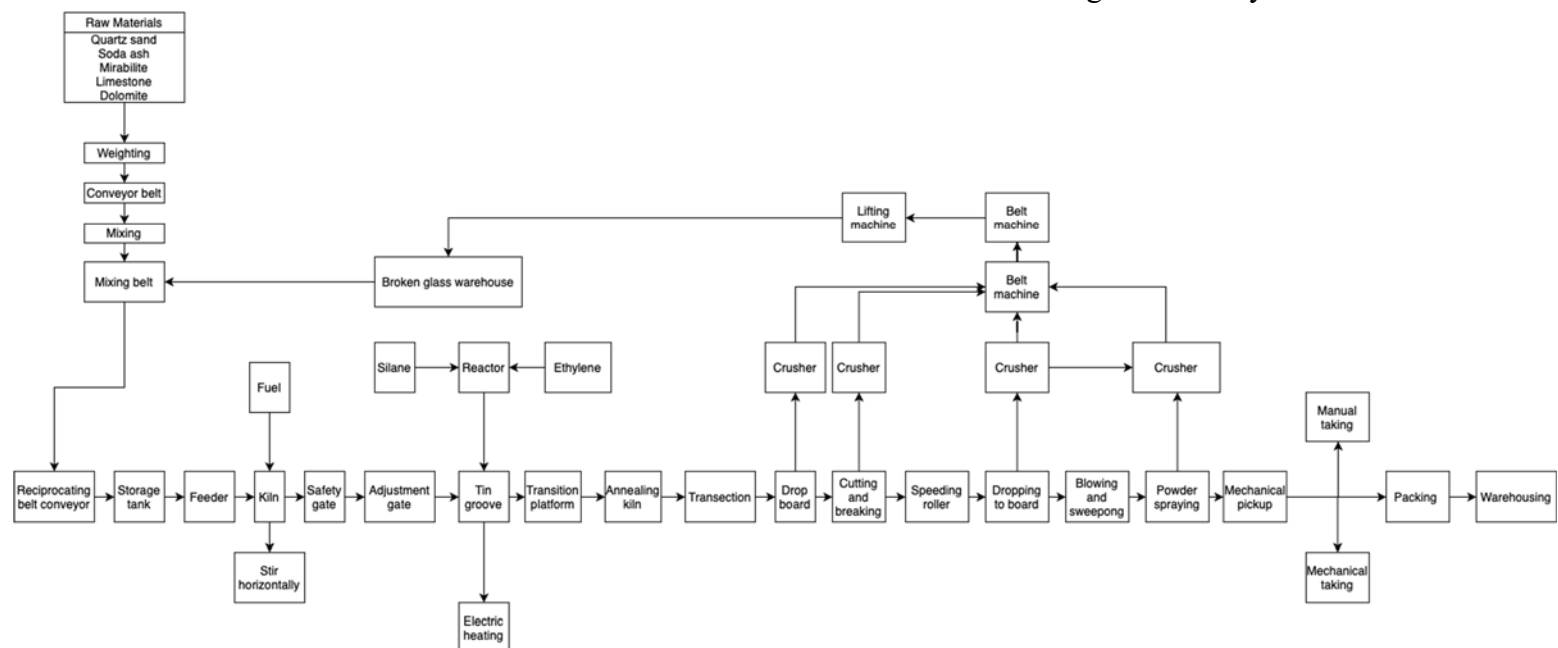 Raw Materials
Quartz sand
Soda ash
Mirabilite
Limestone
Dolomite
Weighting
Conveyor belt
Mixing
Mixing belt
Broken glass warehouse
Lifting
machine
Belt
machine
Belt
machine
Silane
Reactor
Ethylene
Fuel
Crusher
Crusher
Crusher
Crusher
Reciprocating
belt conveyor
Storage
tank
Feeder
Kiln
Safety
gate
Adjustment
gate
Tin
groove
Transition
platform
Annealing
kiln
Transection
Drop
board
Cutting
and
breaking
Speeding
roller
Dropping
to board
Blowing
and
sweepong
Powder
spraying
Mechanical
pickup
Manual
taking
Mechanical
taking
Packing
Warehousing
Stir
horizontally
Electric
heating